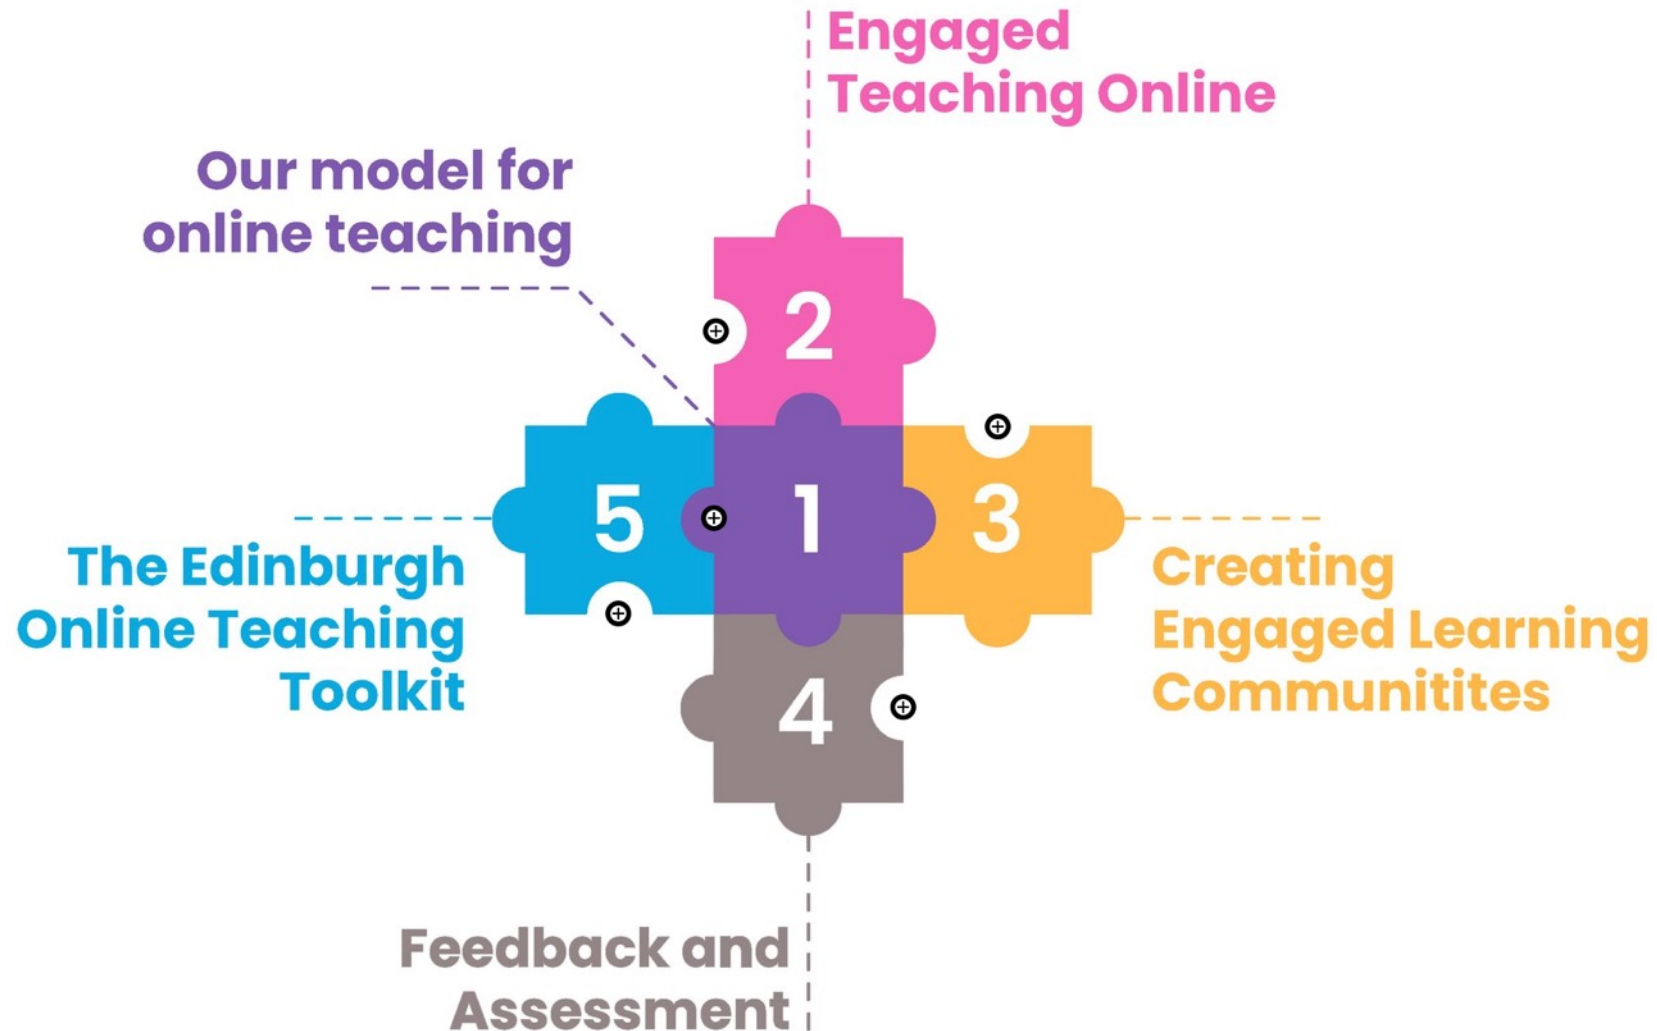 Engaged
Teaching Online
Our model for
online teaching
2
5
1
3
The Edinburgh
Online Teaching
Toolkit
Creating
Engaged Learning
Communitites
4
Feedback and
Assessment